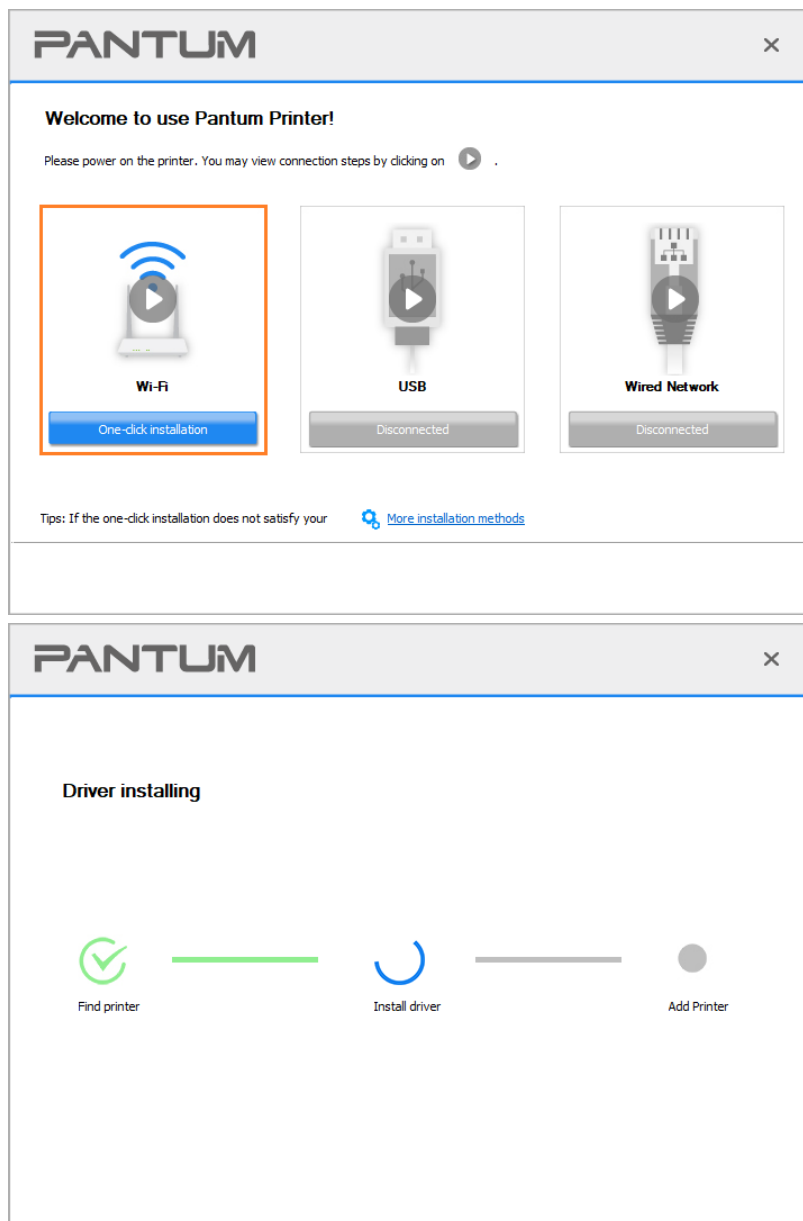 PANTUM
Welcome to use Pantum Printer!
Please power on the printer. You may view connection steps by clicking on .
Wi-Fi
USB
Wired Network
One-click installation
Disconnected
Disconnected
Tips: If the one-click installation does not satisfy your
More installation methods
PANTUM
Driver installing
Find printer
Install driver
Add Printer